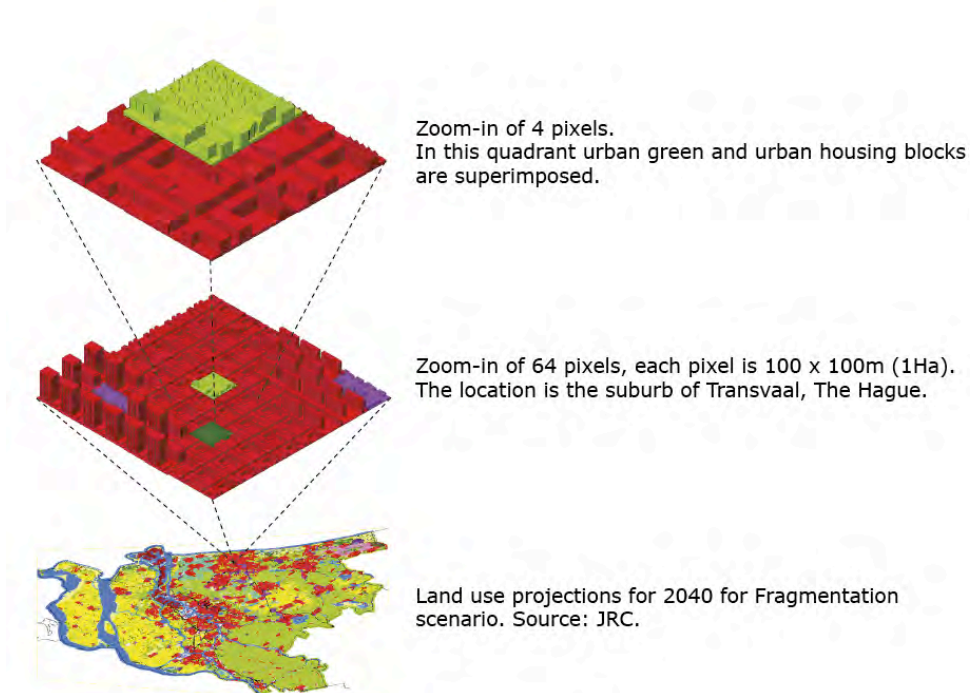 Zoom-in of 4 pixels.
In this quadrant urban green and urban housing blocks
are superimposed.
Zoom-in of 64 pixels, each pixel is 100 x 100m (1Ha).
The location is the suburb of Transvaal, The Hague.
Land use projections for 2040 for Fragmentation
scenario. Source: JRC.